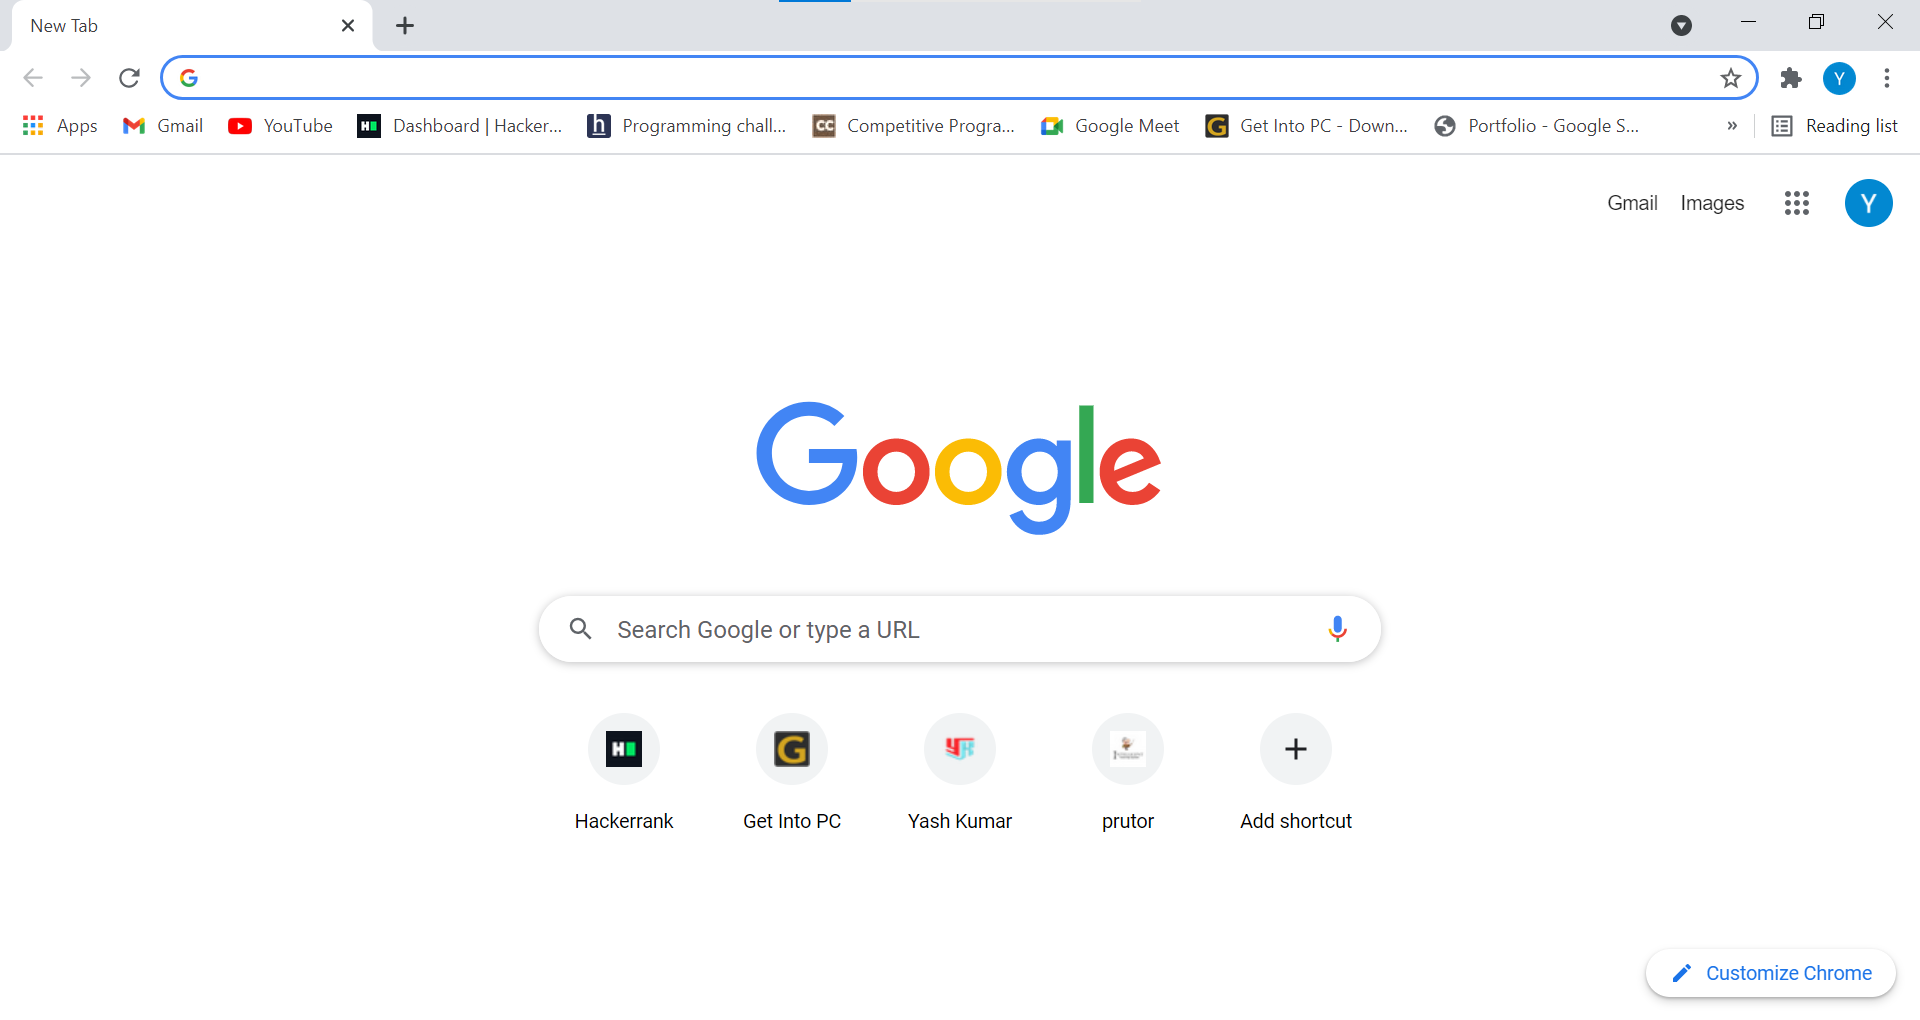 New Tab
Apps Gmail YouTube Dashboard | Hacker... Programming chall... Competitive Progra... Google Meet Get Into PC - Down... Portfolio - Google S... » Reading list
Gmail Images Y
Google
Search Google or type a URL
Hackerrank Get Into PC Yash Kumar prutor Add shortcut
Customize Chrome